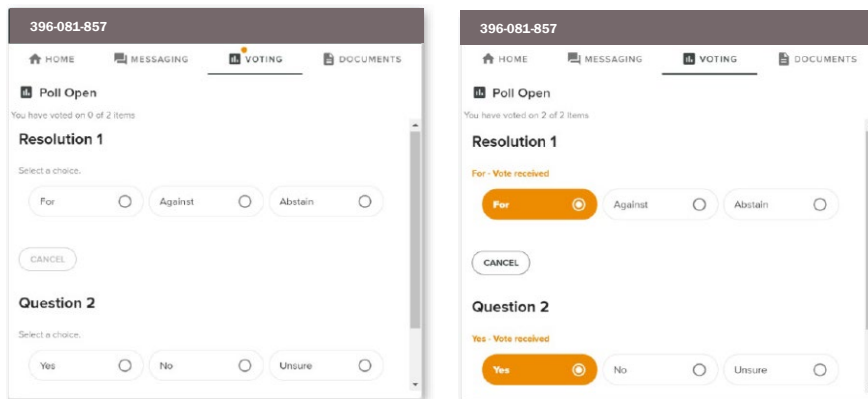 396-081-857
HOME MESSAGING VOTING DOCUMENTS
Poll Open
You have voted on 0 of 2 items
Resolution 1
Select a choice.
For Against Abstain
CANCEL
Question 2
Select a choice.
Yes No Unsure
396-081-857
HOME MESSAGING VOTING DOCUMENTS
Poll Open
You have voted on 2 of 2 items
Resolution 1
For - Vote received
For Against Abstain
CANCEL
Question 2
Yes - Vote received
Yes No Unsure